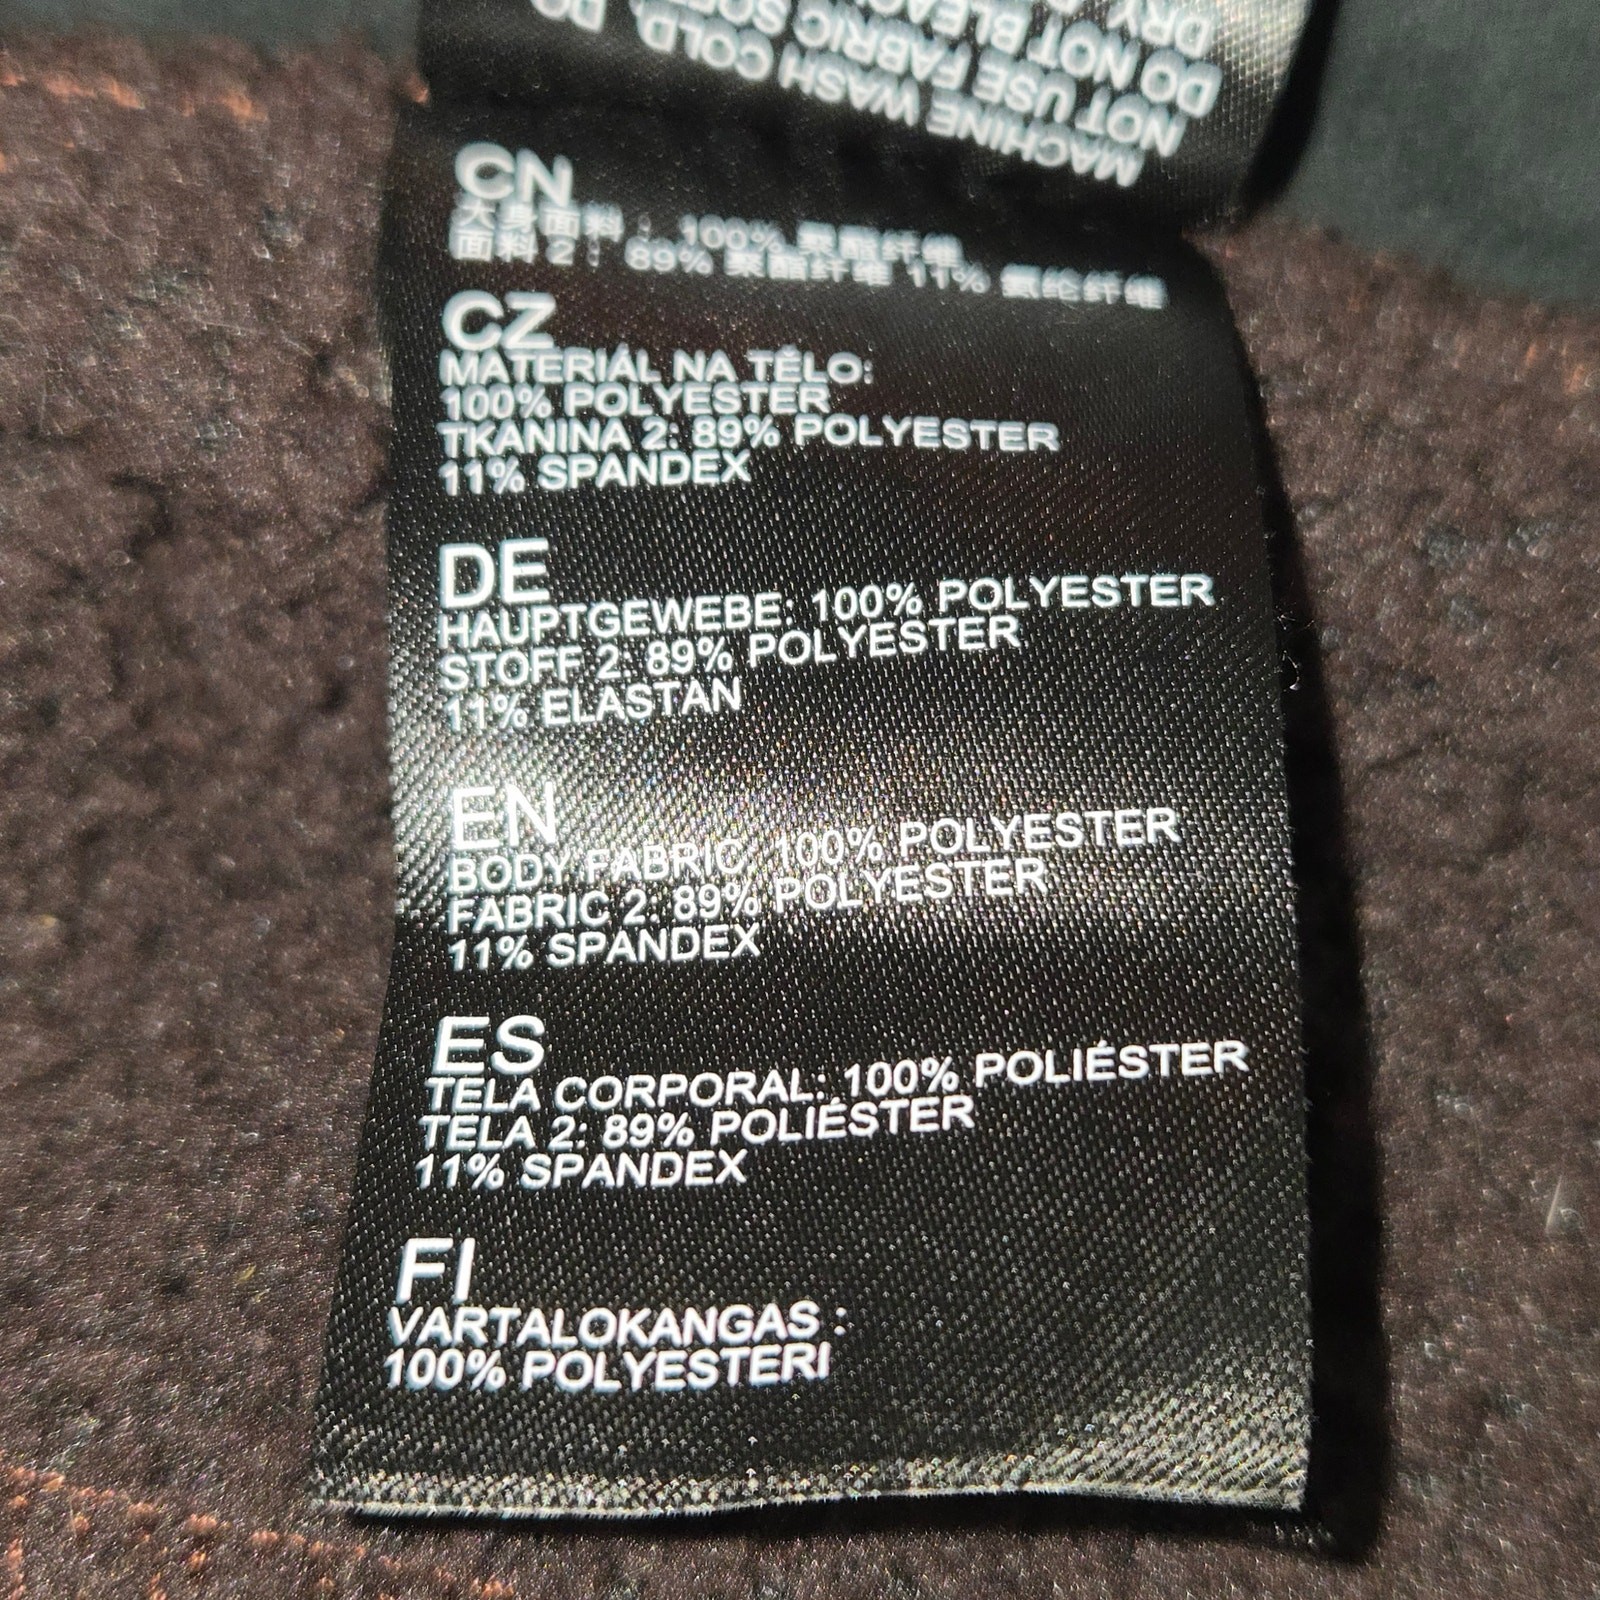 DO NOT BLEACH
NOT USE FABRIC
MACHINE WASH COLD,
CN
大身面料： 100% 聚酯纤维
面料 2： 89% 聚酯纤维 11% 氨纶纤维
CZ
MATERIÁL NA TĚLO:
100% POLYESTER
TKANINA 2: 89% POLYESTER
11% SPANDEX
DE
HAUPTGEWEBE: 100% POLYESTER
STOFF 2: 89% POLYESTER
11% ELASTAN
EN
BODY FABRIC: 100% POLYESTER
FABRIC 2: 89% POLYESTER
11% SPANDEX
ES
TELA CORPORAL: 100% POLIÉSTER
TELA 2: 89% POLIÉSTER
11% SPANDEX
FI
VARTALOKANGAS :
100% POLYESTERI